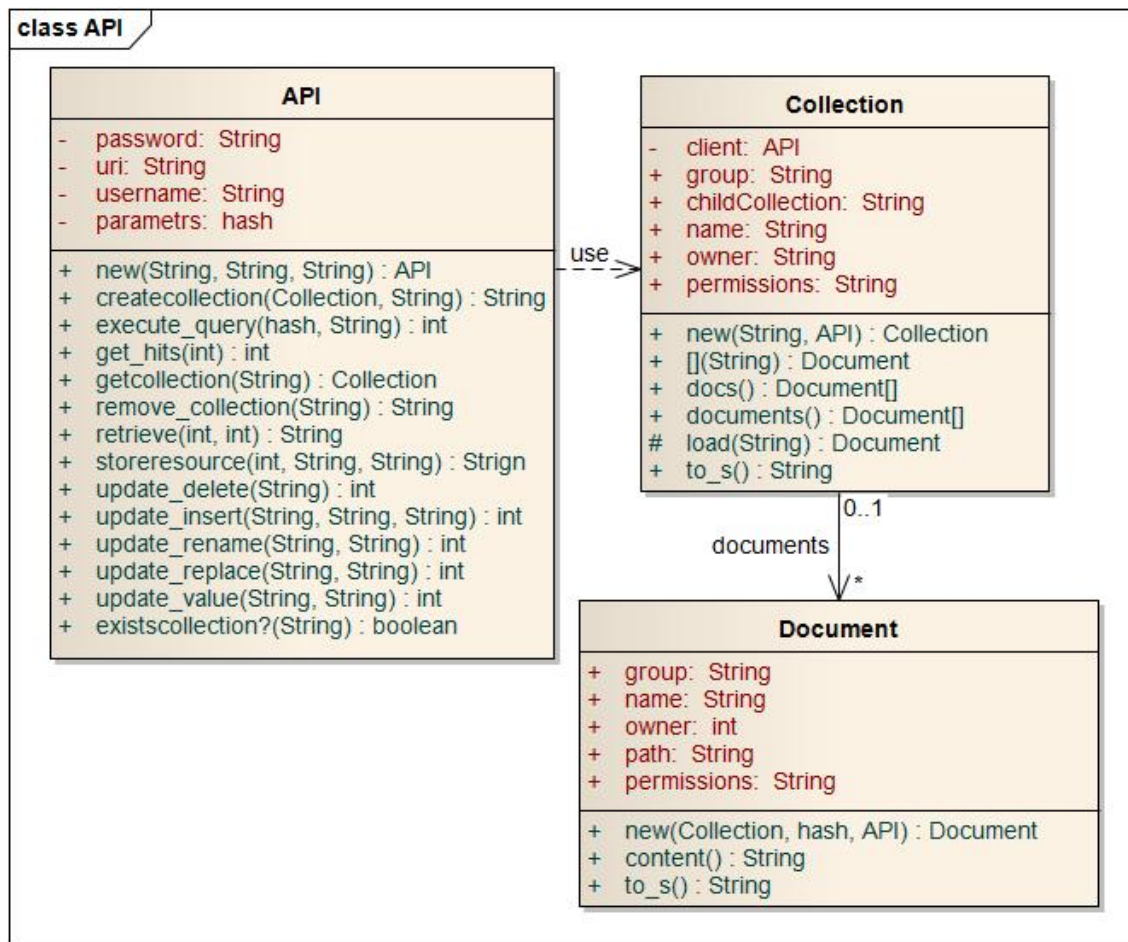 class API
API
- password: String
- uri: String
- username: String
- parametrs: hash
+ new(String, String, String) : API
+ createcollection(Collection, String) : String
+ execute_query(hash, String) : int
+ get_hits(int) : int
+ getcollection(String) : Collection
+ remove_collection(String) : String
+ retrieve(int, int) : String
+ storeresource(int, String, String) : Strign
+ update_delete(String) : int
+ update_insert(String, String, String) : int
+ update_rename(String, String) : int
+ update_replace(String, String) : int
+ update_value(String, String) : int
+ existscollection?(String) : boolean
use
Collection
- client: API
+ group: String
+ childCollection: String
+ name: String
+ owner: String
+ permissions: String
+ new(String, API) : Collection
+ [](String) : Document
+ docs() : Document[]
+ documents() : Document[]
# load(String) : Document
+ to_s() : String
0..1
documents
*
Document
+ group: String
+ name: String
+ owner: int
+ path: String
+ permissions: String
+ new(Collection, hash, API) : Document
+ content() : String
+ to_s() : String